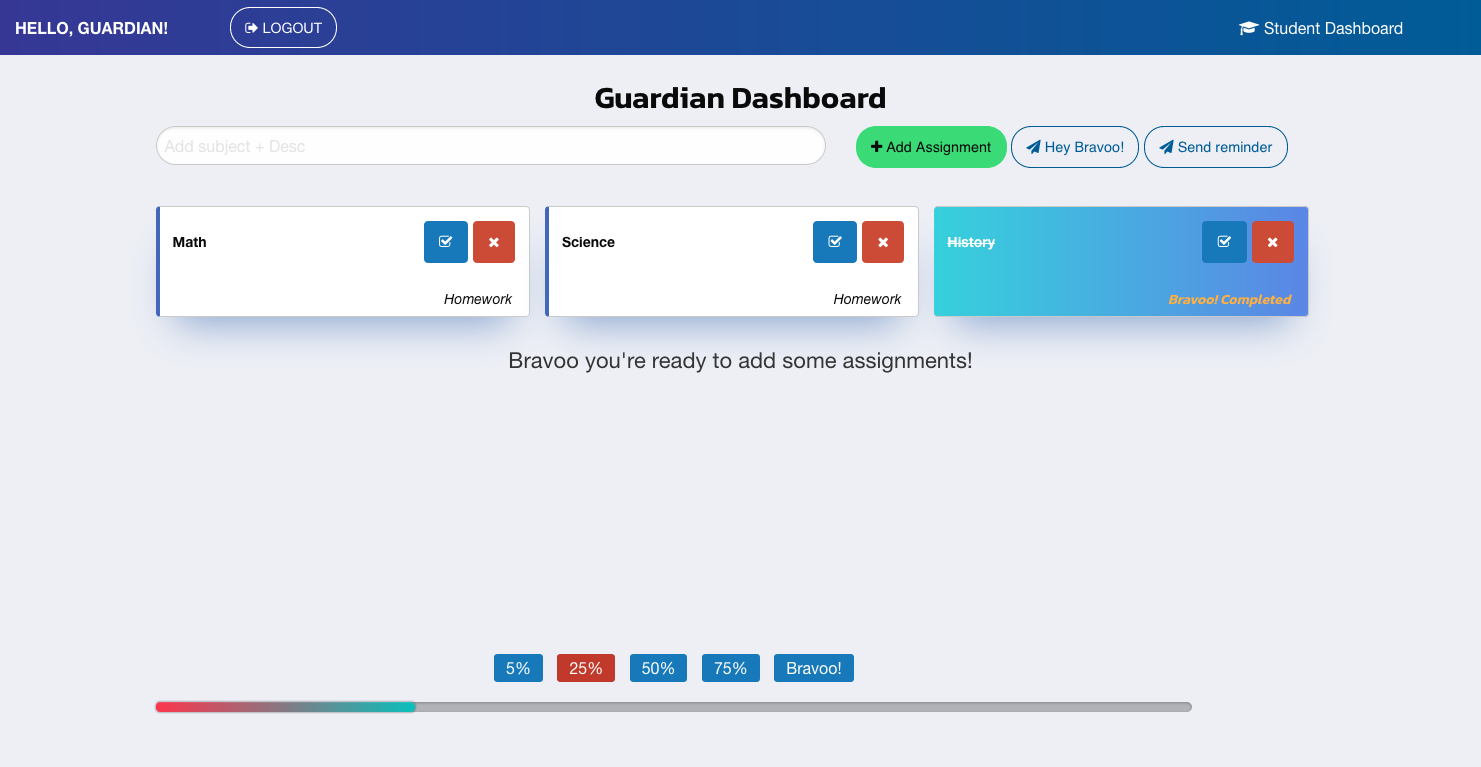 HELLO, GUARDIAN! LOGOUT Student Dashboard
Guardian Dashboard
Add subject + Desc Add Assignment Hey Bravoo! Send reminder
Math Science History
Homework Homework Bravoo! Completed
Bravoo you're ready to add some assignments!
5% 25% 50% 75% Bravoo!